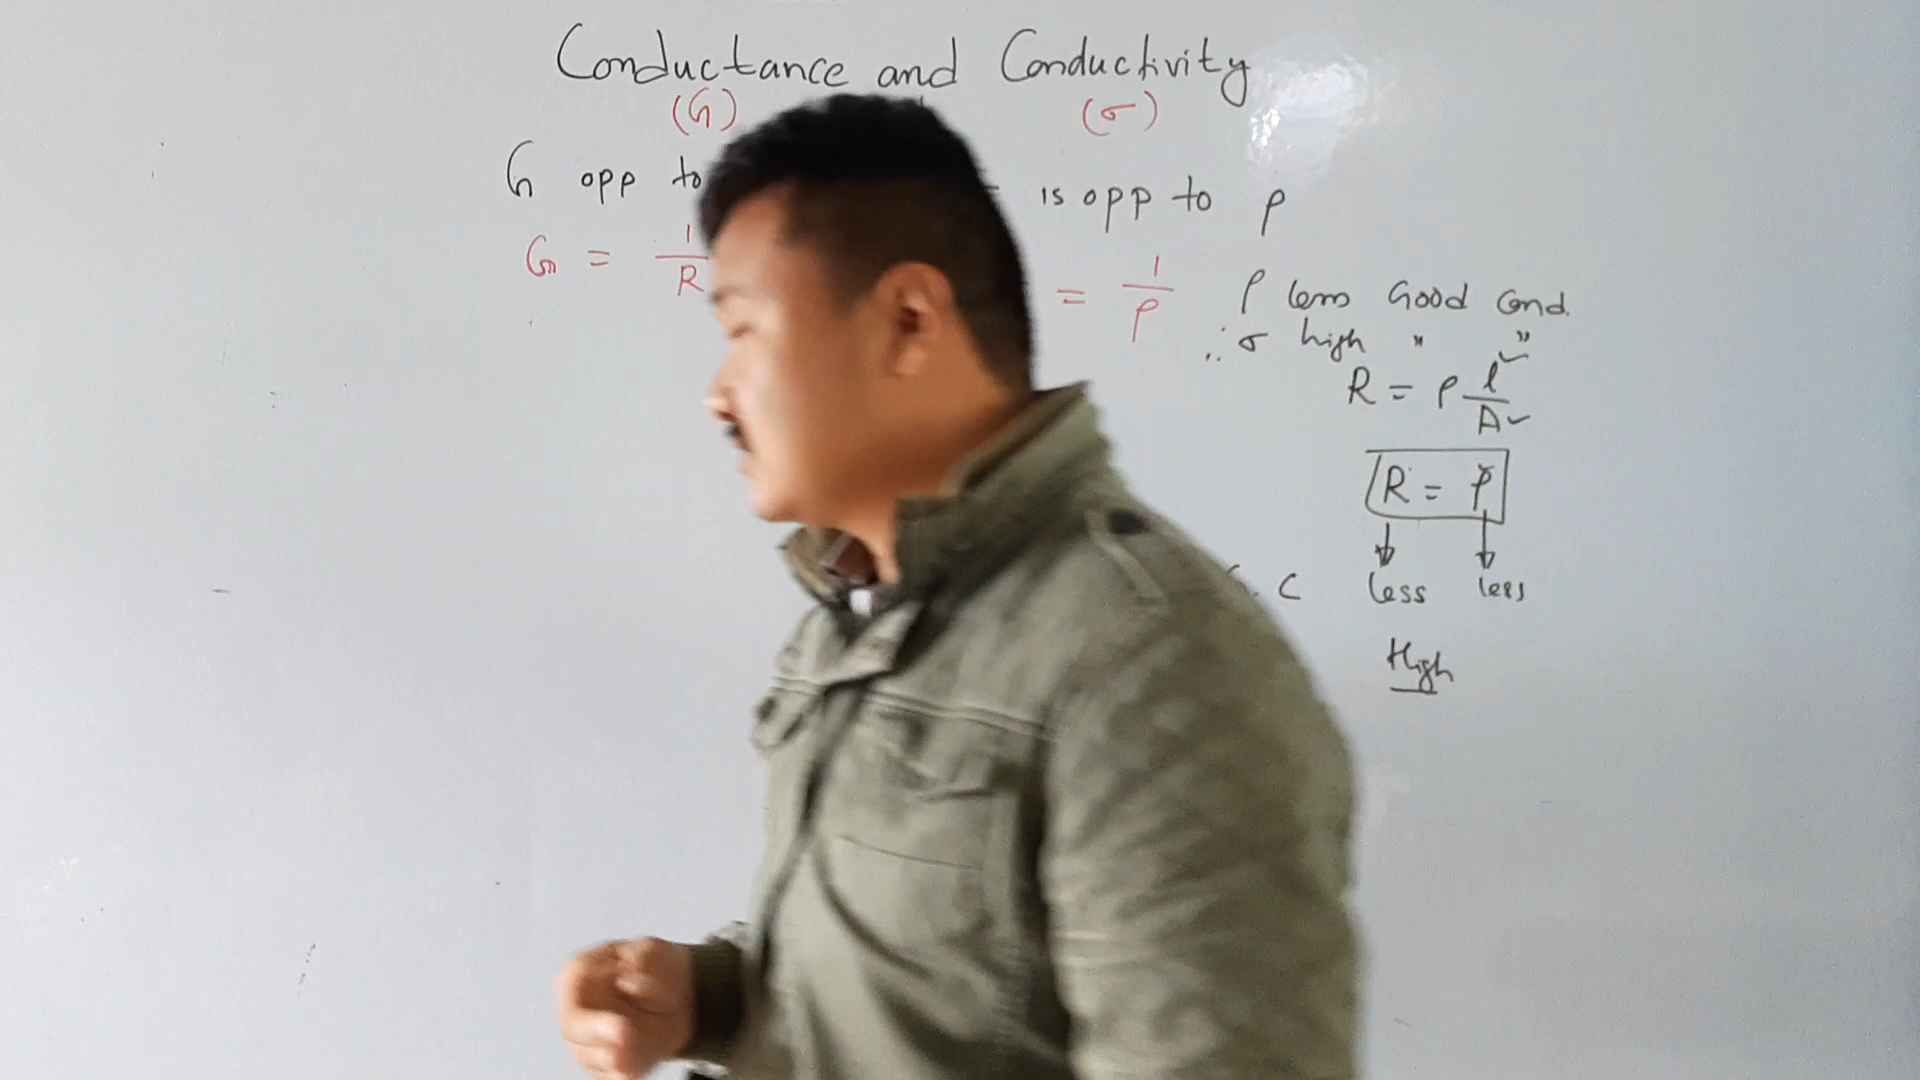 Conductance and Conductivity
(G) (σ)
G opp to
is opp to ρ
G = 1/R
= 1/ρ
ρ less Good Cond.
∴ σ high " "
R = ρ l/A
R = ρ
C less less
High